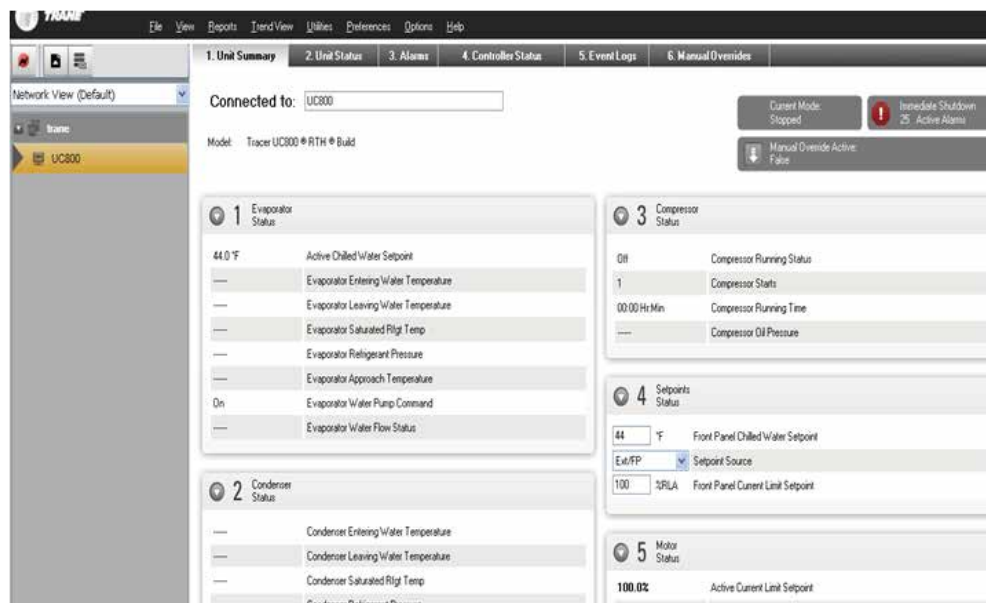 TRANE
File View Reports Trend View Utilities Preferences Options Help
1. Unit Summary 2. Unit Status 3. Alarms 4. Controller Status 5. Event Logs 6. Manual Overrides
Network View (Default)
trane
UC800
Connected to: UC800
Model: Tracer UC800 ® RTH ® Build
Current Mode:
Stopped
Immediate Shutdown
25 Active Alarms
Manual Override Active:
False
1 Evaporator
Status
44.0 °F Active Chilled Water Setpoint
---- Evaporator Entering Water Temperature
---- Evaporator Leaving Water Temperature
---- Evaporator Saturated Rfgt Temp
---- Evaporator Refrigerant Pressure
---- Evaporator Approach Temperature
On Evaporator Water Pump Command
---- Evaporator Water Flow Status
2 Condenser
Status
---- Condenser Entering Water Temperature
---- Condenser Leaving Water Temperature
---- Condenser Saturated Rfgt Temp
Condenser Refrigerant Pressure
3 Compressor
Status
Off Compressor Running Status
1 Compressor Starts
00:00 Hr:Min Compressor Running Time
---- Compressor Oil Pressure
4 Setpoints
Status
44 °F Front Panel Chilled Water Setpoint
Ext/FP Setpoint Source
100 %RLA Front Panel Current Limit Setpoint
5 Motor
Status
100.0% Active Current Limit Setpoint